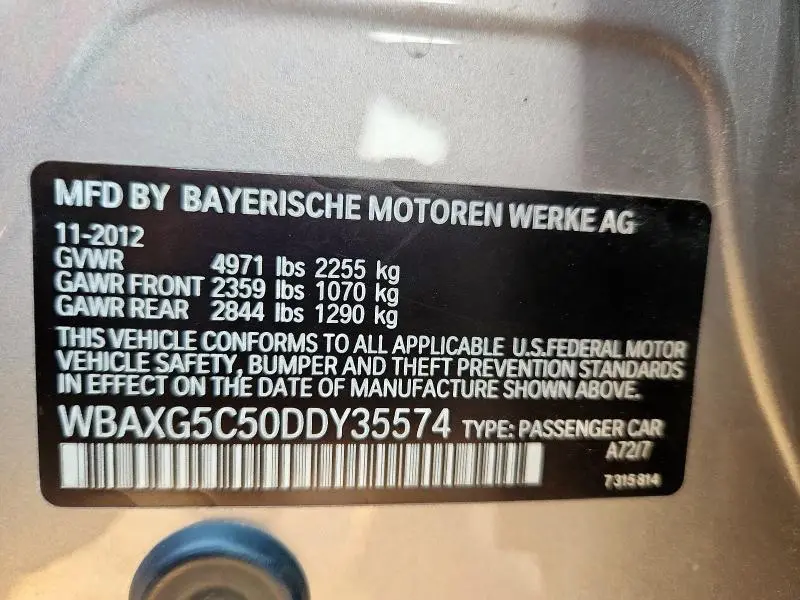 MFD BY BAYERISCHE MOTOREN WERKE AG
11-2012
GVWR 4971 lbs 2255 kg
GAWR FRONT 2359 lbs 1070 kg
GAWR REAR 2844 lbs 1290 kg
THIS VEHICLE CONFORMS TO ALL APPLICABLE U.S.FEDERAL MOTOR
VEHICLE SAFETY, BUMPER AND THEFT PREVENTION STANDARDS
IN EFFECT ON THE DATE OF MANUFACTURE SHOWN ABOVE.
WBAXG5C50DDY35574 TYPE: PASSENGER CAR
A72/7
7 315 814